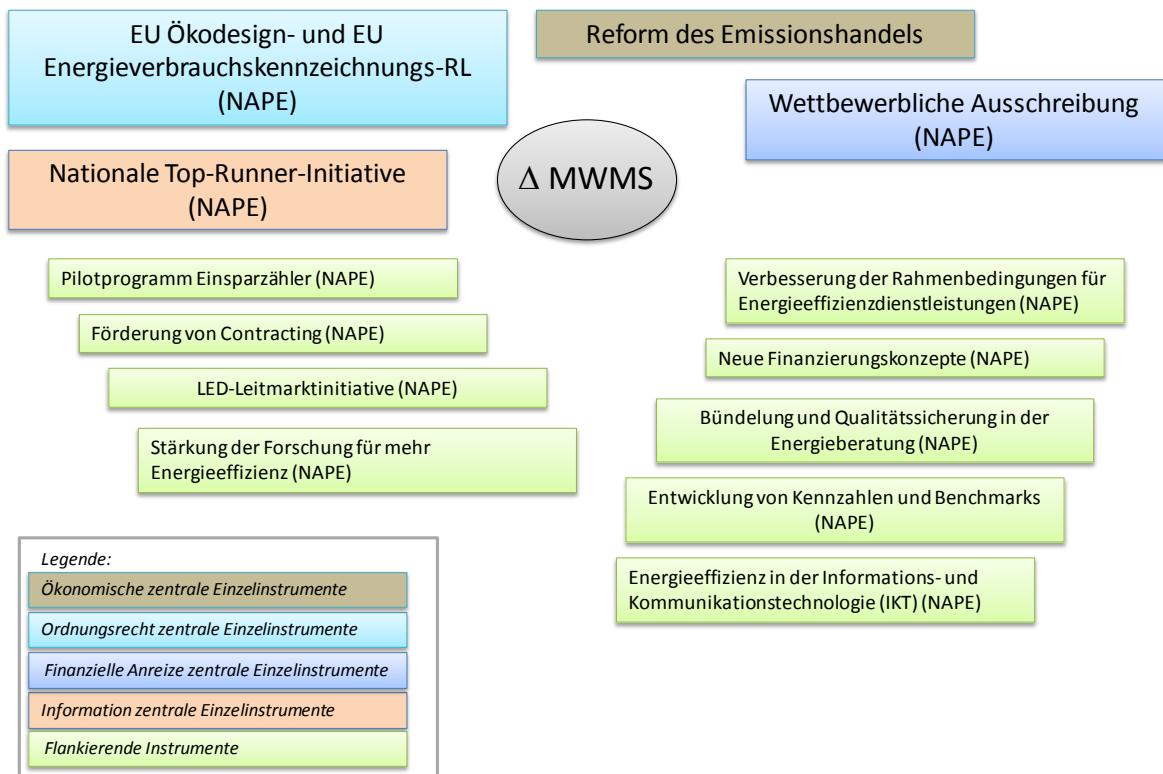 EU Ökodesign- und EU
Energieverbrauchskennzeichnungs-RL
(NAPE)
Reform des Emissionshandels
Wettbewerbliche Ausschreibung
(NAPE)
Nationale Top-Runner-Initiative
(NAPE)
Δ MWMS
Pilotprogramm Einsparzähler (NAPE)
Förderung von Contracting (NAPE)
LED-Leitmarktinitiative (NAPE)
Stärkung der Forschung für mehr
Energieeffizienz (NAPE)
Verbesserung der Rahmenbedingungen für
Energieeffizienzdienstleistungen (NAPE)
Neue Finanzierungskonzepte (NAPE)
Bündelung und Qualitätssicherung in der
Energieberatung (NAPE)
Entwicklung von Kennzahlen und Benchmarks
(NAPE)
Energieeffizienz in der Informations- und
Kommunikationstechnologie (IKT) (NAPE)
Legende:
Ökonomische zentrale Einzelinstrumente
Ordnungsrecht zentrale Einzelinstrumente
Finanzielle Anreize zentrale Einzelinstrumente
Information zentrale Einzelinstrumente
Flankierende Instrumente